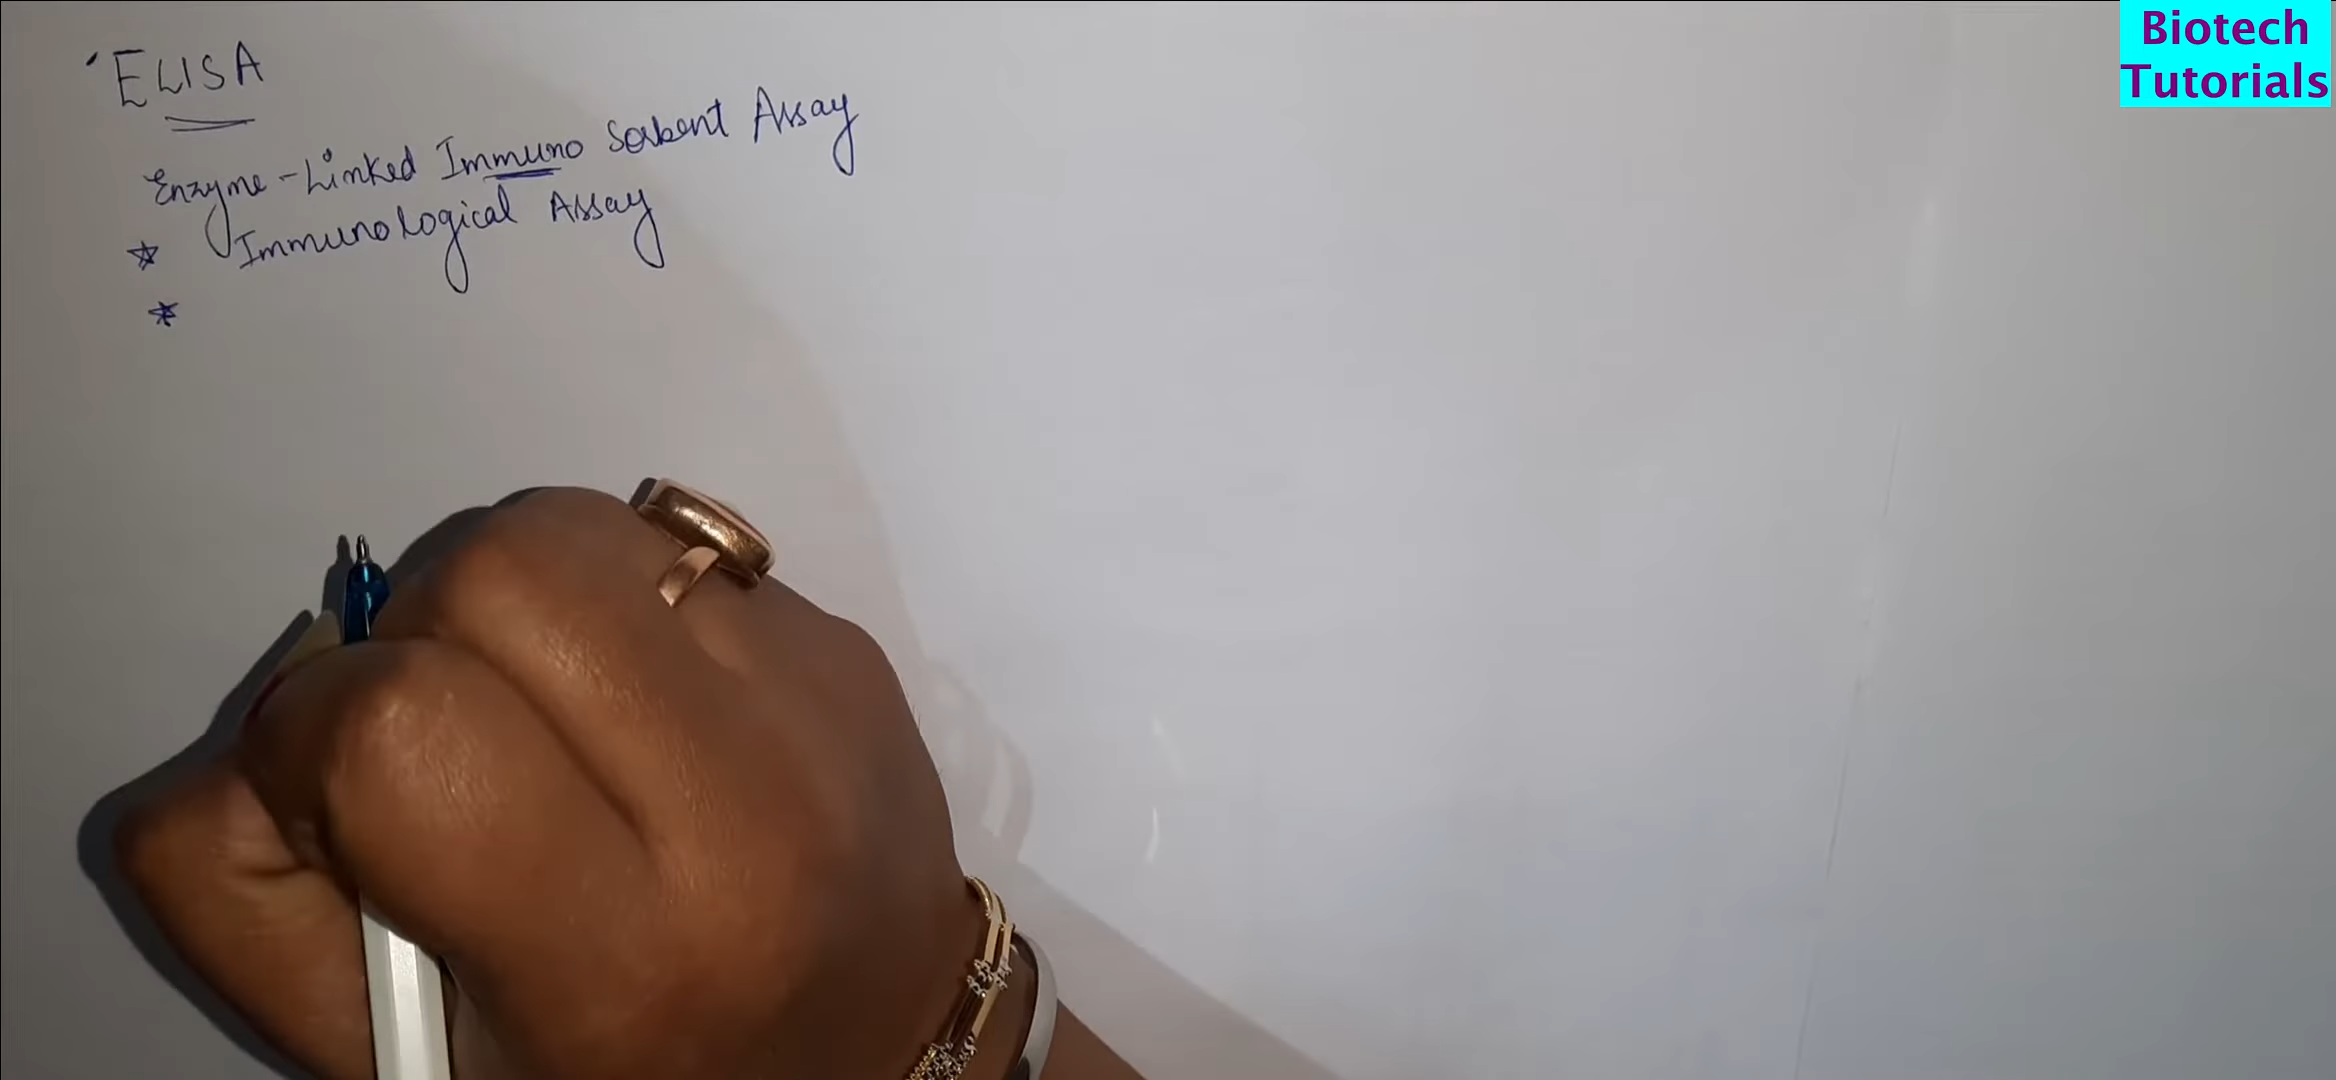 ELISA
Enzyme-Linked Immuno Sorbent Assay
★ Immunological Assay
★
Biotech
Tutorials